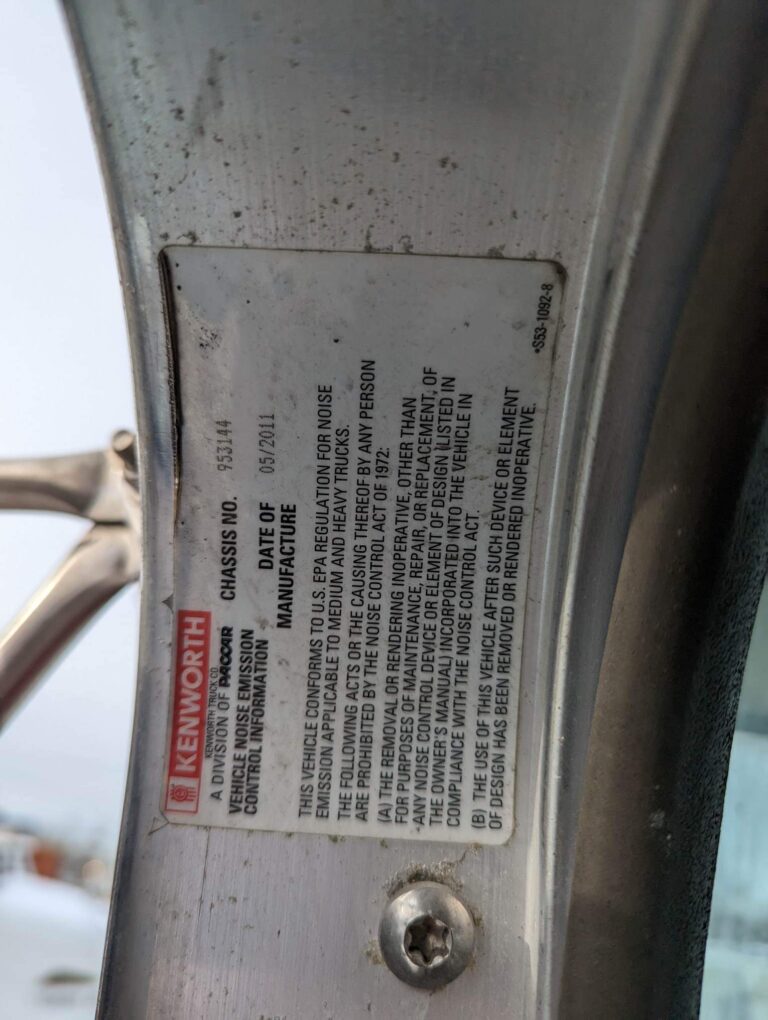 KENWORTH
KENWORTH TRUCK CO.
A DIVISION OF PACCAR
VEHICLE NOISE EMISSION
CONTROL INFORMATION
CHASSIS NO. 953144
DATE OF
MANUFACTURE 05/2011
THIS VEHICLE CONFORMS TO U.S. EPA REGULATION FOR NOISE
EMISSION APPLICABLE TO MEDIUM AND HEAVY TRUCKS.
THE FOLLOWING ACTS OR THE CAUSING THEREOF BY ANY PERSON
ARE PROHIBITED BY THE NOISE CONTROL ACT OF 1972:
(A) THE REMOVAL OR RENDERING INOPERATIVE, OTHER THAN
FOR PURPOSES OF MAINTENANCE, REPAIR, OR REPLACEMENT, OF
ANY NOISE CONTROL DEVICE OR ELEMENT OF DESIGN (LISTED IN
THE OWNER'S MANUAL) INCORPORATED INTO THE VEHICLE IN
COMPLIANCE WITH THE NOISE CONTROL ACT.
(B) THE USE OF THIS VEHICLE AFTER SUCH DEVICE OR ELEMENT
OF DESIGN HAS BEEN REMOVED OR RENDERED INOPERATIVE.
*S53-1092-8